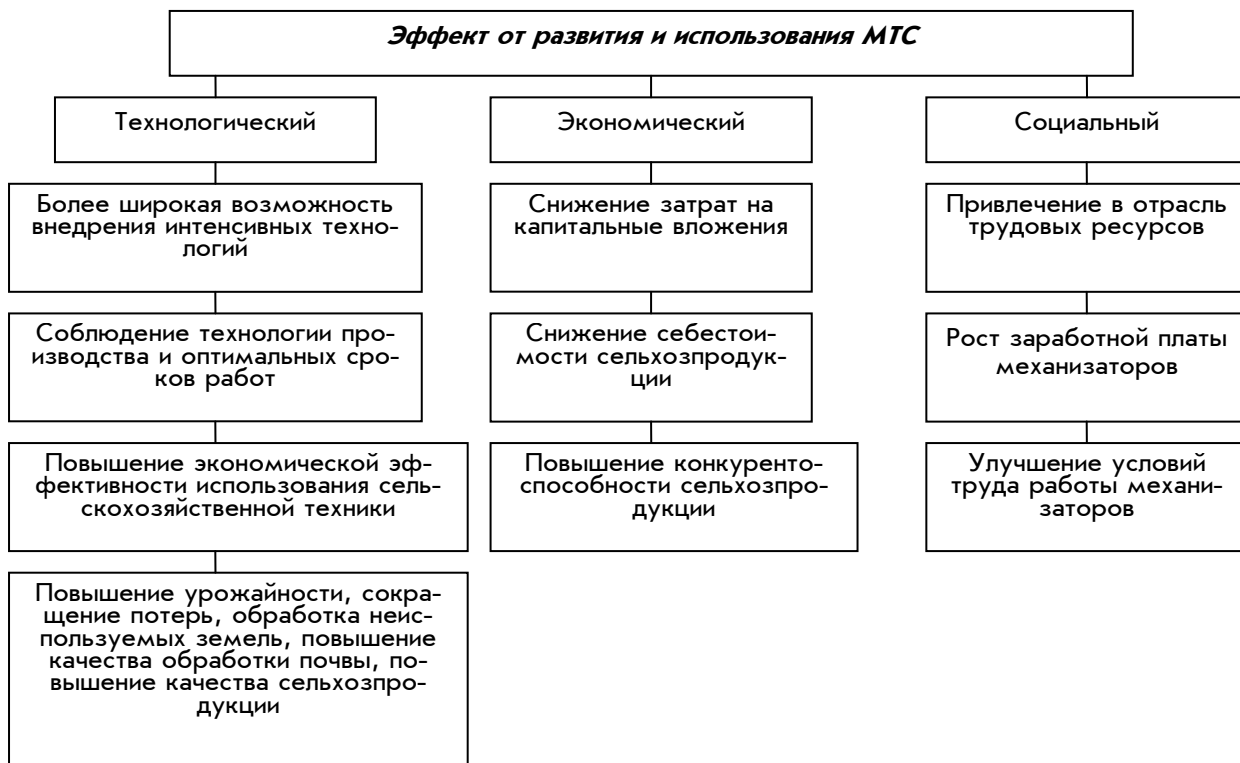 Эффект от развития и использования МТС
Технологический
Экономический
Социальный
Более широкая возможность
внедрения интенсивных техно-
логий
Снижение затрат на
капитальные вложения
Привлечение в отрасль
трудовых ресурсов
Соблюдение технологии про-
изводства и оптимальных сро-
ков работ
Снижение себестои-
мости сельхозпродук-
ции
Рост заработной платы
механизаторов
Повышение экономической эф-
фективности использования сель-
скохозяйственной техники
Повышение конкуренто-
способности сельхозпро-
дукции
Улучшение условий
труда работы механи-
заторов
Повышение урожайности, сокра-
щение потерь, обработка неис-
пользуемых земель, повышение
качества обработки почвы, по-
вышение качества сельхозпро-
дукции